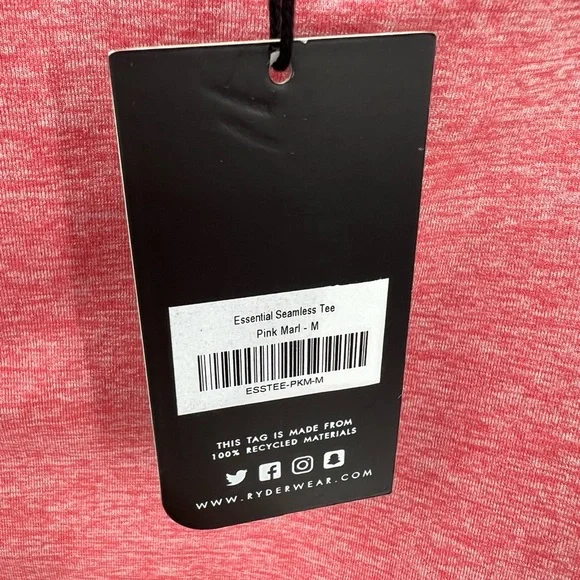 Essential Seamless Tee
Pink Marl - M
ESSTEE-PKM-M
THIS TAG IS MADE FROM
100% RECYCLED MATERIALS
WWW.RYDERWEAR.COM